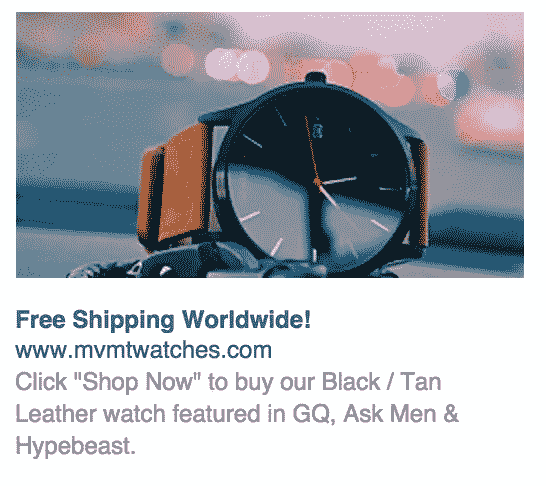 Free Shipping Worldwide!
www.mvmtwatches.com
Click "Shop Now" to buy our Black / Tan
Leather watch featured in GQ, Ask Men &
Hypebeast.